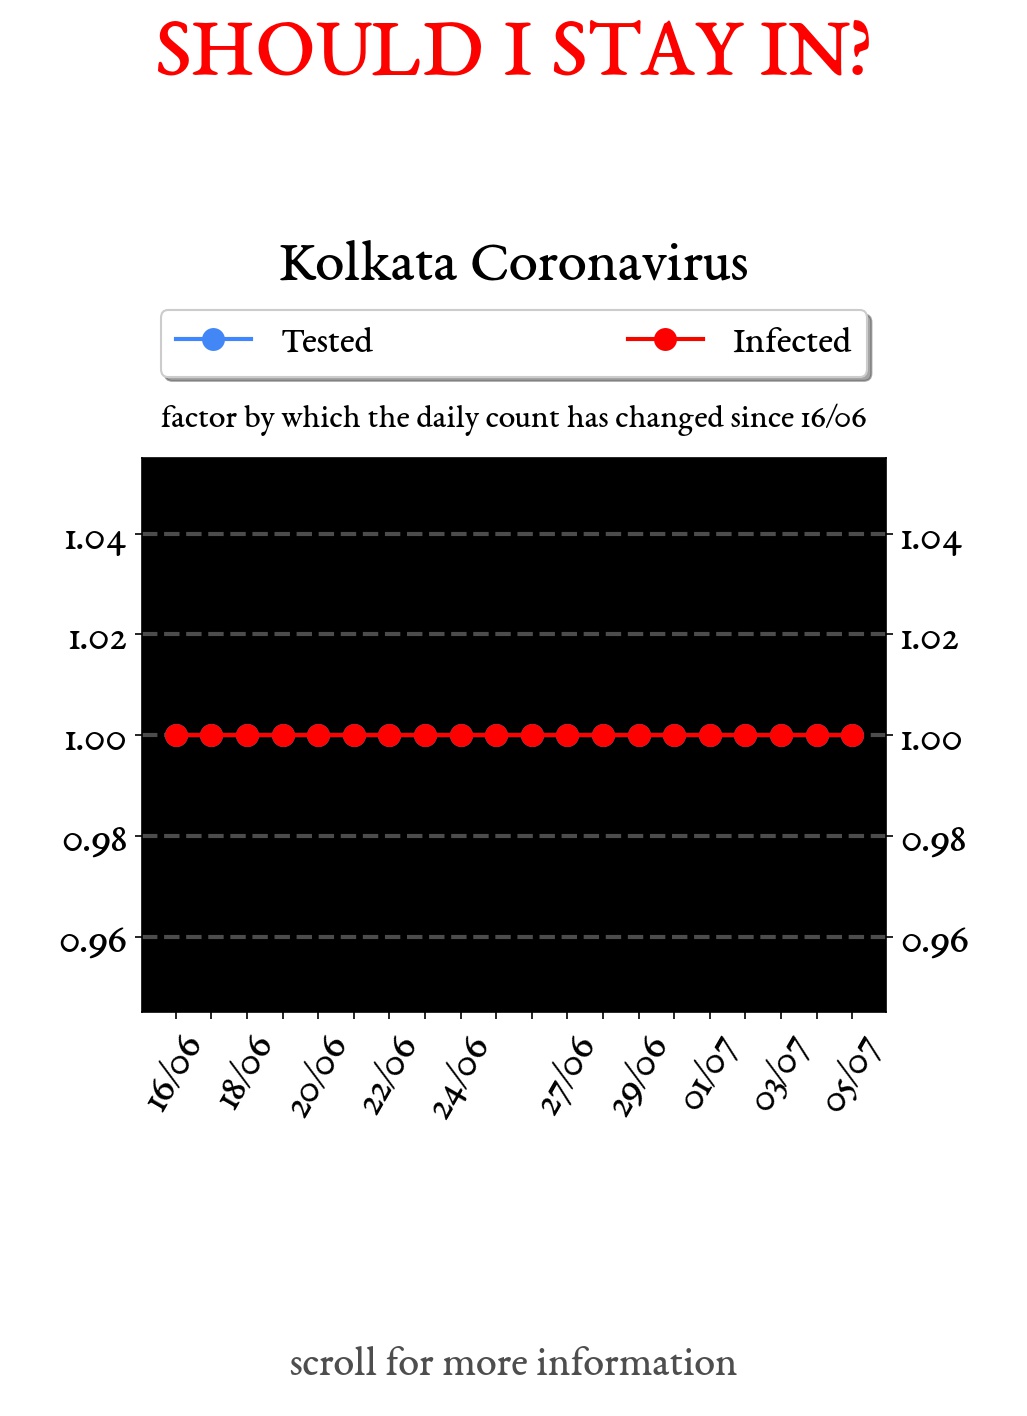 SHOULD I STAY IN?
Kolkata Coronavirus
Tested Infected
factor by which the daily count has changed since 16/06
1.04 1.04
1.02 1.02
1.00 1.00
0.98 0.98
0.96 0.96
16/06 18/06 20/06 22/06 24/06 27/06 29/06 01/07 03/07 05/07
scroll for more information